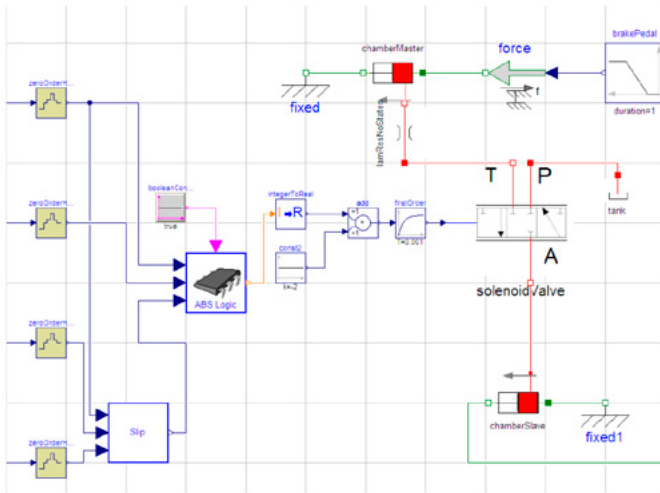 brakePedal
chamberMaster
force
zeroOrderH...
fixed
f
duration=1
lamResNoStates
T
P
booleanCon...
integerToReal
add
firstOrder
zeroOrderH...
R
+1
+1
tank
true
T=0.001
const2
A
ABS Logic
k=-2
solenoidValve
zeroOrderH...
Slip
chamberSlave
fixed1
zeroOrderH...